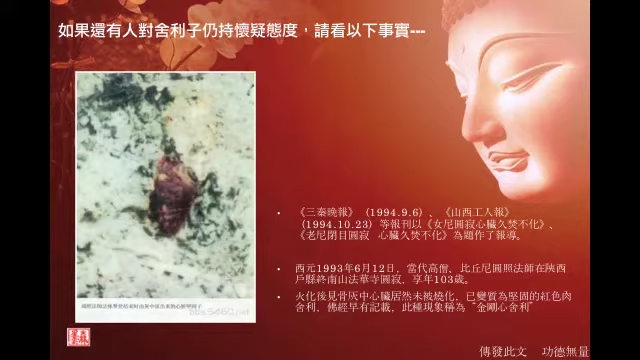 如果還有人對舍利子仍持懷疑態度，請看以下事實---
• 《三秦晚報》（1994.9.6）、《山西工人報》
（1994.10.23）等報刊以《女尼圓寂心臟久焚不化》、
《老尼閉目圓寂　心臟久焚不化》為題作了報導。
• 西元1993年6月12日，當代高僧、比丘尼圓照法師在陝西
戶縣終南山法華寺圓寂，享年103歲。
• 火化後見骨灰中心臟居然未被燒化，已變質為堅固的紅色肉
舍利，佛經早有記載，此種現象稱為“金剛心舍利”
傳發此文　功德無量